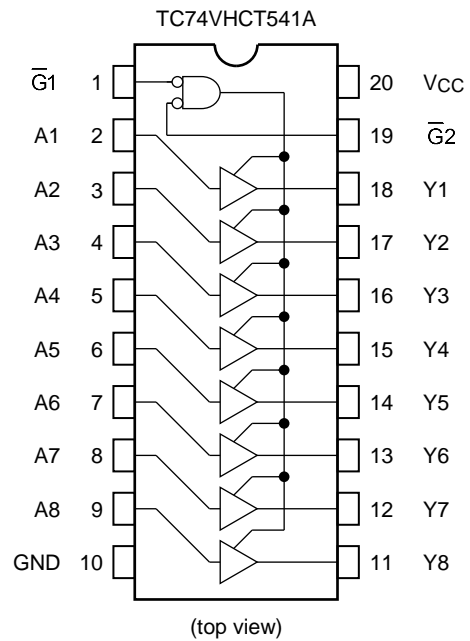 TC74VHCT541A
G̅1 1 20 VCC
A1 2 19 G̅2
A2 3 18 Y1
A3 4 17 Y2
A4 5 16 Y3
A5 6 15 Y4
A6 7 14 Y5
A7 8 13 Y6
A8 9 12 Y7
GND 10 11 Y8
(top view)